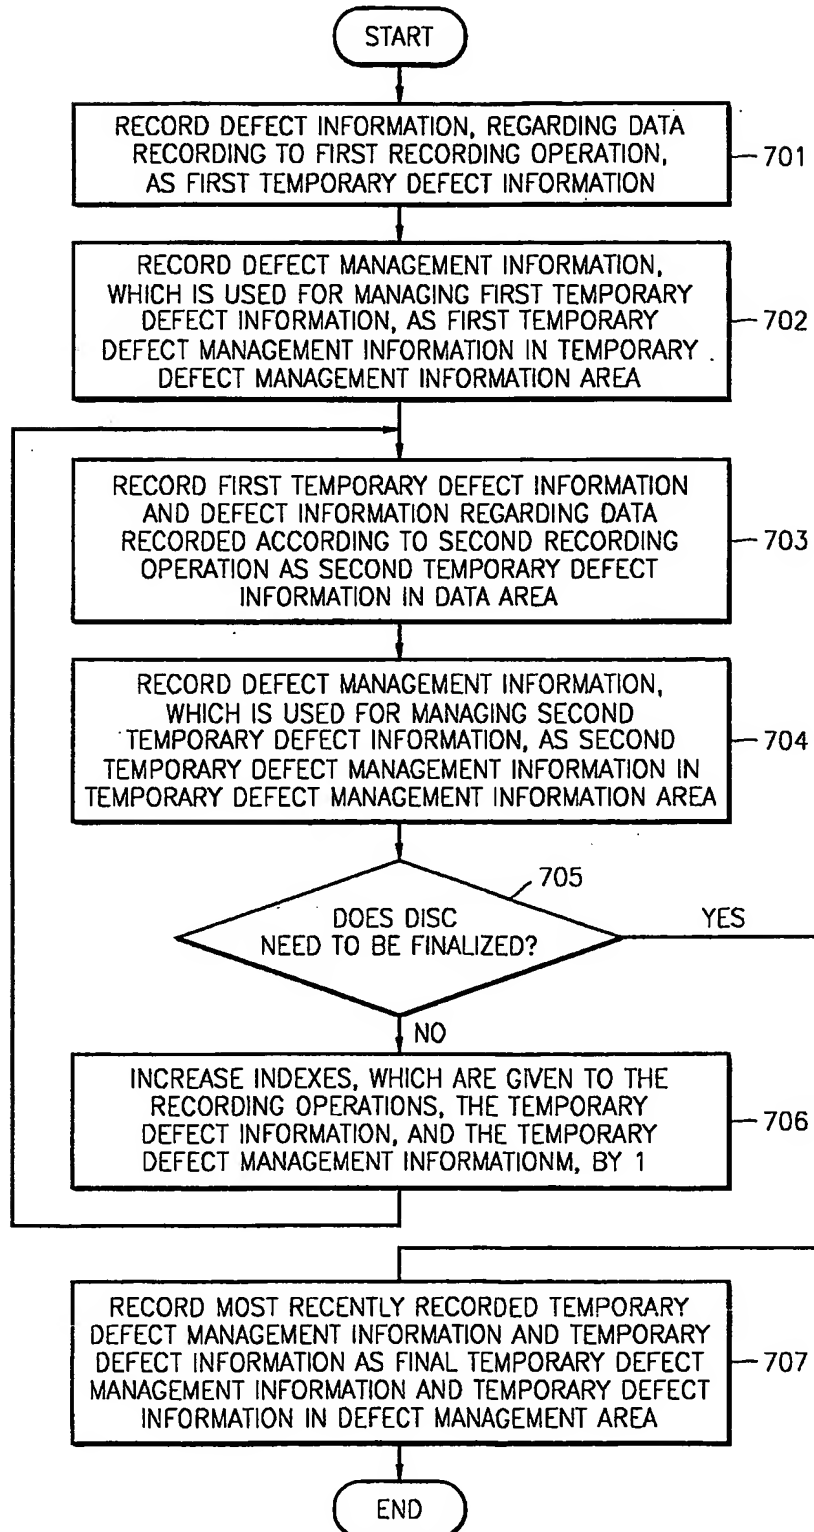 START
RECORD DEFECT INFORMATION, REGARDING DATA
RECORDING TO FIRST RECORDING OPERATION,
AS FIRST TEMPORARY DEFECT INFORMATION
701
RECORD DEFECT MANAGEMENT INFORMATION,
WHICH IS USED FOR MANAGING FIRST TEMPORARY
DEFECT INFORMATION, AS FIRST TEMPORARY
DEFECT MANAGEMENT INFORMATION IN TEMPORARY
DEFECT MANAGEMENT INFORMATION AREA
702
RECORD FIRST TEMPORARY DEFECT INFORMATION
AND DEFECT INFORMATION REGARDING DATA
RECORDED ACCORDING TO SECOND RECORDING
OPERATION AS SECOND TEMPORARY DEFECT
INFORMATION IN DATA AREA
703
RECORD DEFECT MANAGEMENT INFORMATION,
WHICH IS USED FOR MANAGING SECOND
TEMPORARY DEFECT INFORMATION, AS SECOND
TEMPORARY DEFECT MANAGEMENT INFORMATION IN
TEMPORARY DEFECT MANAGEMENT INFORMATION AREA
704
705
DOES DISC
NEED TO BE FINALIZED?
YES
NO
INCREASE INDEXES, WHICH ARE GIVEN TO THE
RECORDING OPERATIONS, THE TEMPORARY
DEFECT INFORMATION, AND THE TEMPORARY
DEFECT MANAGEMENT INFORMATIONM, BY 1
706
RECORD MOST RECENTLY RECORDED TEMPORARY
DEFECT MANAGEMENT INFORMATION AND TEMPORARY
DEFECT INFORMATION AS FINAL TEMPORARY DEFECT
MANAGEMENT INFORMATION AND TEMPORARY DEFECT
INFORMATION IN DEFECT MANAGEMENT AREA
707
END